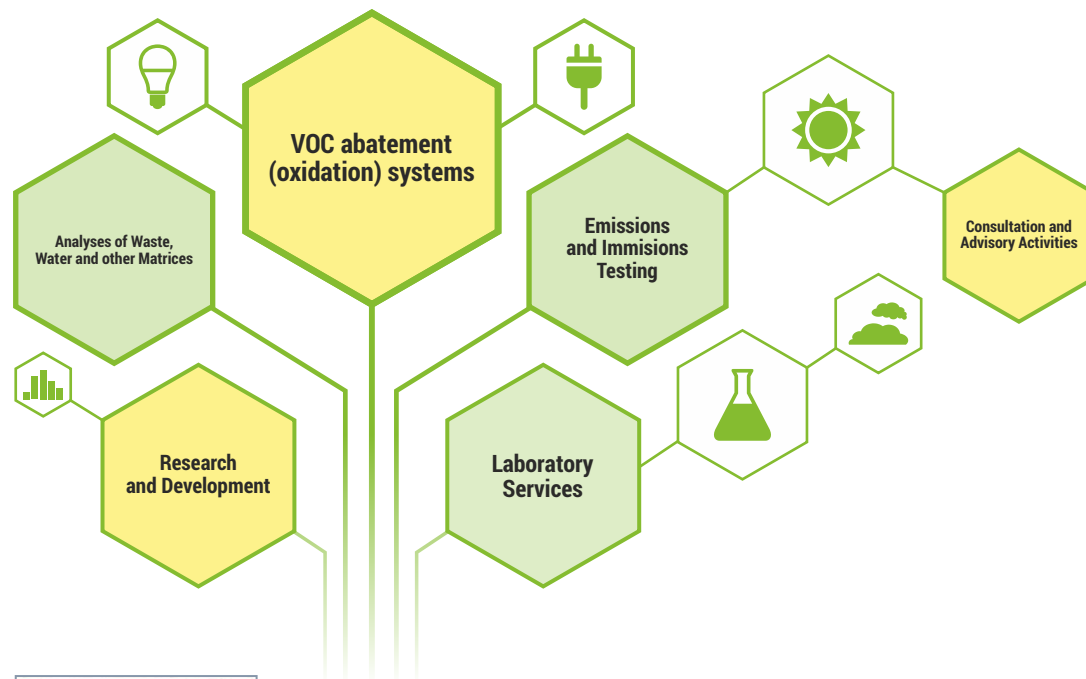 VOC abatement
(oxidation) systems
Analyses of Waste,
Water and other Matrices
Emissions
and Immisions
Testing
Consultation and
Advisory Activities
Research
and Development
Laboratory
Services